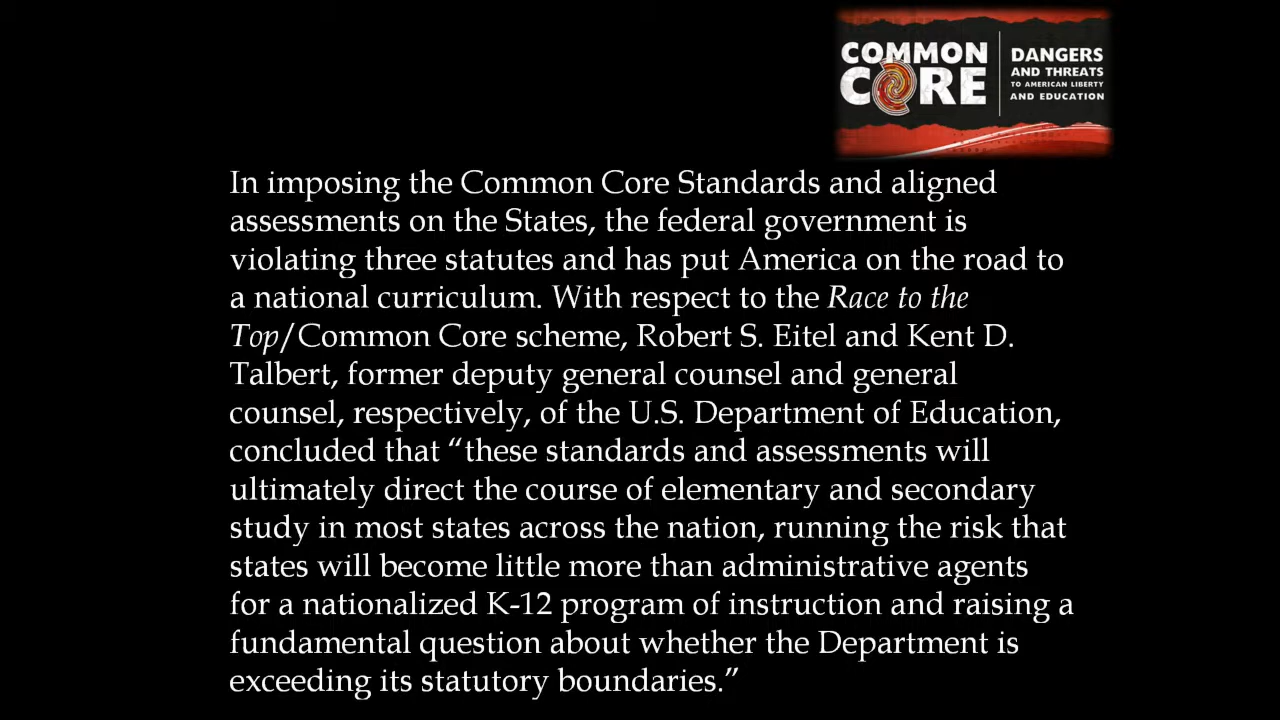 COMMON
CORE
DANGERS
AND THREATS
TO AMERICAN LIBERTY
AND EDUCATION
In imposing the Common Core Standards and aligned
assessments on the States, the federal government is
violating three statutes and has put America on the road to
a national curriculum. With respect to the Race to the
Top/Common Core scheme, Robert S. Eitel and Kent D.
Talbert, former deputy general counsel and general
counsel, respectively, of the U.S. Department of Education,
concluded that “these standards and assessments will
ultimately direct the course of elementary and secondary
study in most states across the nation, running the risk that
states will become little more than administrative agents
for a nationalized K-12 program of instruction and raising a
fundamental question about whether the Department is
exceeding its statutory boundaries.”